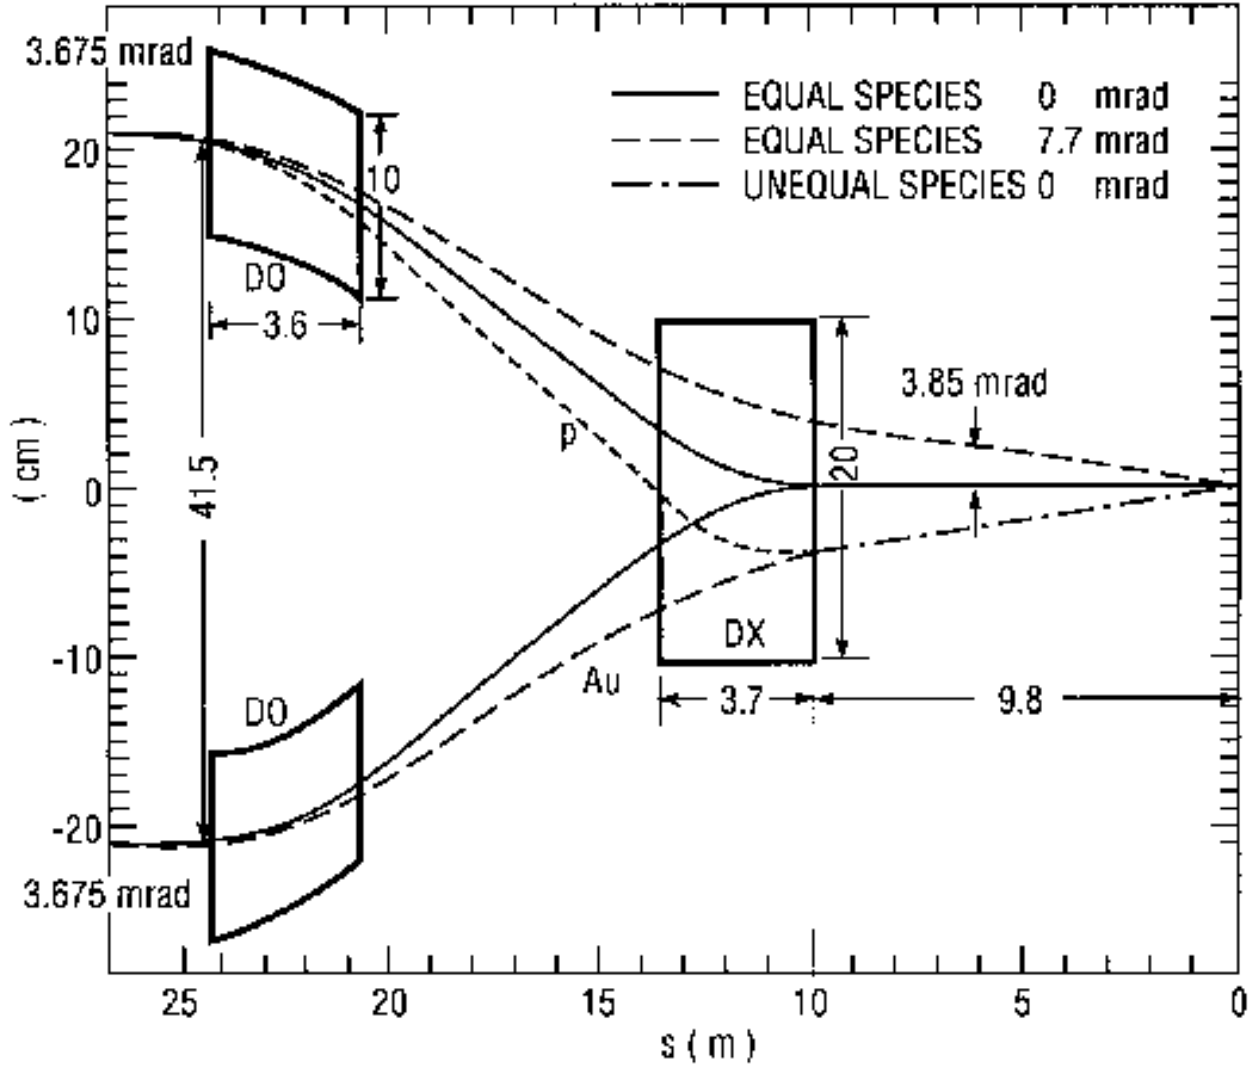 3.675 mrad
EQUAL SPECIES 0 mrad
EQUAL SPECIES 7.7 mrad
UNEQUAL SPECIES 0 mrad
20
10
D0
3.6
10
3.85 mrad
p
20
(cm)
41.5
0
DX
-10
Au
3.7
9.8
D0
-20
3.675 mrad
25 20 15 10 5 0
s (m)